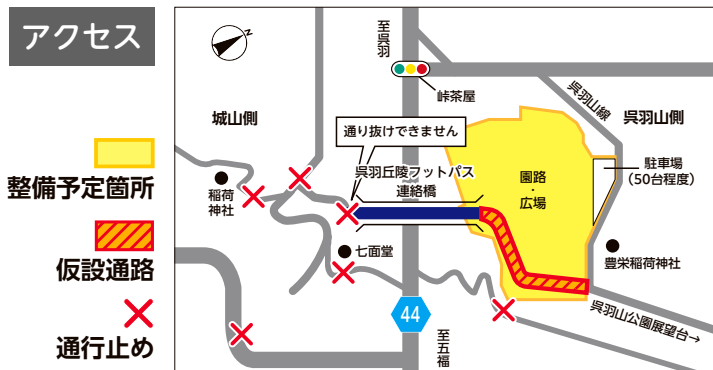 アクセス
整備予定箇所
仮設通路
通行止め
N
至呉羽
峠茶屋
呉羽山線
城山側
呉羽山側
通り抜けできません
呉羽丘陵フットパス
連絡橋
園路
・
広場
駐車場
(50台程度)
稲荷
神社
七面堂
豊栄稲荷神社
呉羽山公園展望台→
44
至五福